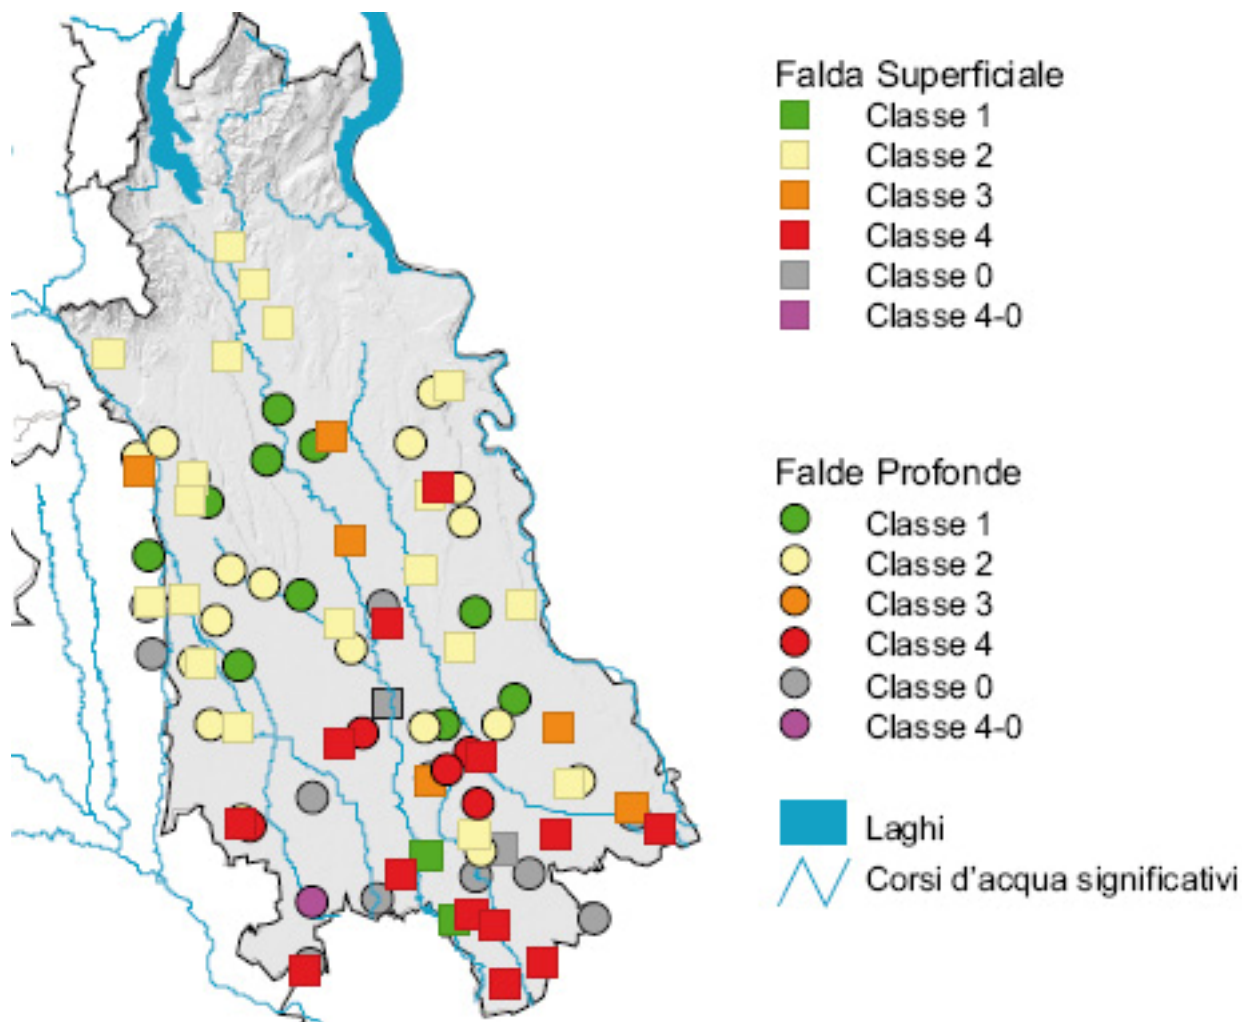 Falda Superficiale
Classe 1
Classe 2
Classe 3
Classe 4
Classe 0
Classe 4-0
Falde Profonde
Classe 1
Classe 2
Classe 3
Classe 4
Classe 0
Classe 4-0
Laghi
Corsi d'acqua significativi